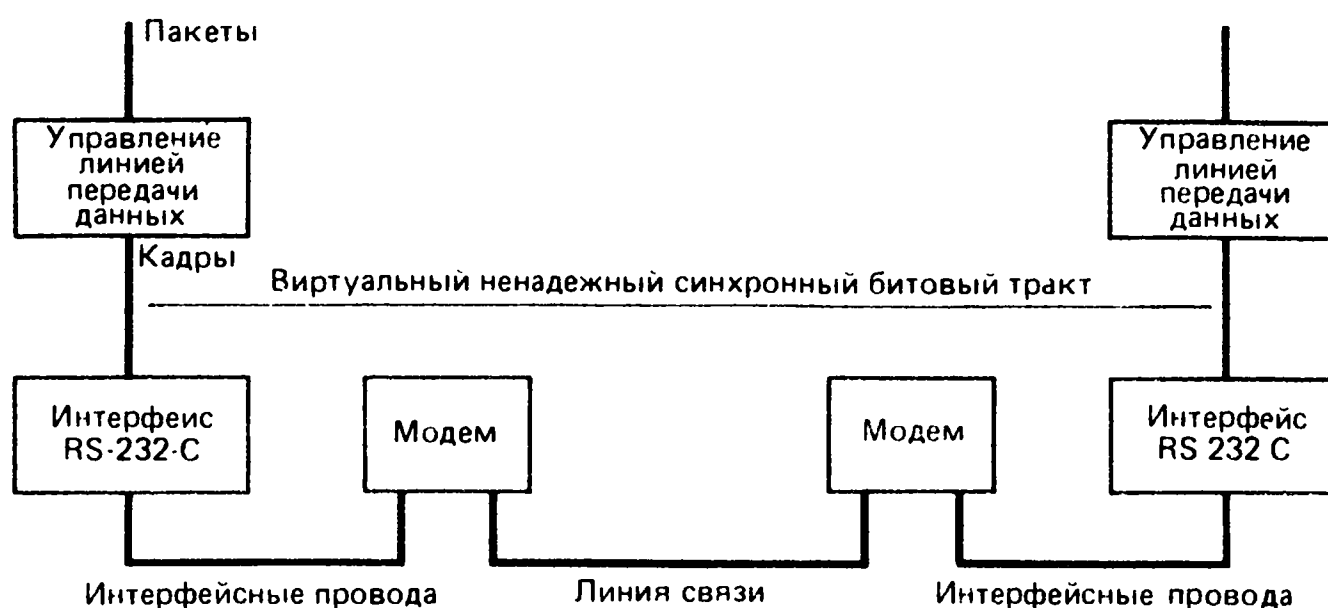 Пакеты
Управление
линией
передачи
данных
Управление
линией
передачи
данных
Кадры
Виртуальный ненадежный синхронный битовый тракт
Интерфеис
RS-232-C
Модем
Модем
Интерфейс
RS 232 C
Интерфейсные провода
Линия связи
Интерфейсные провода